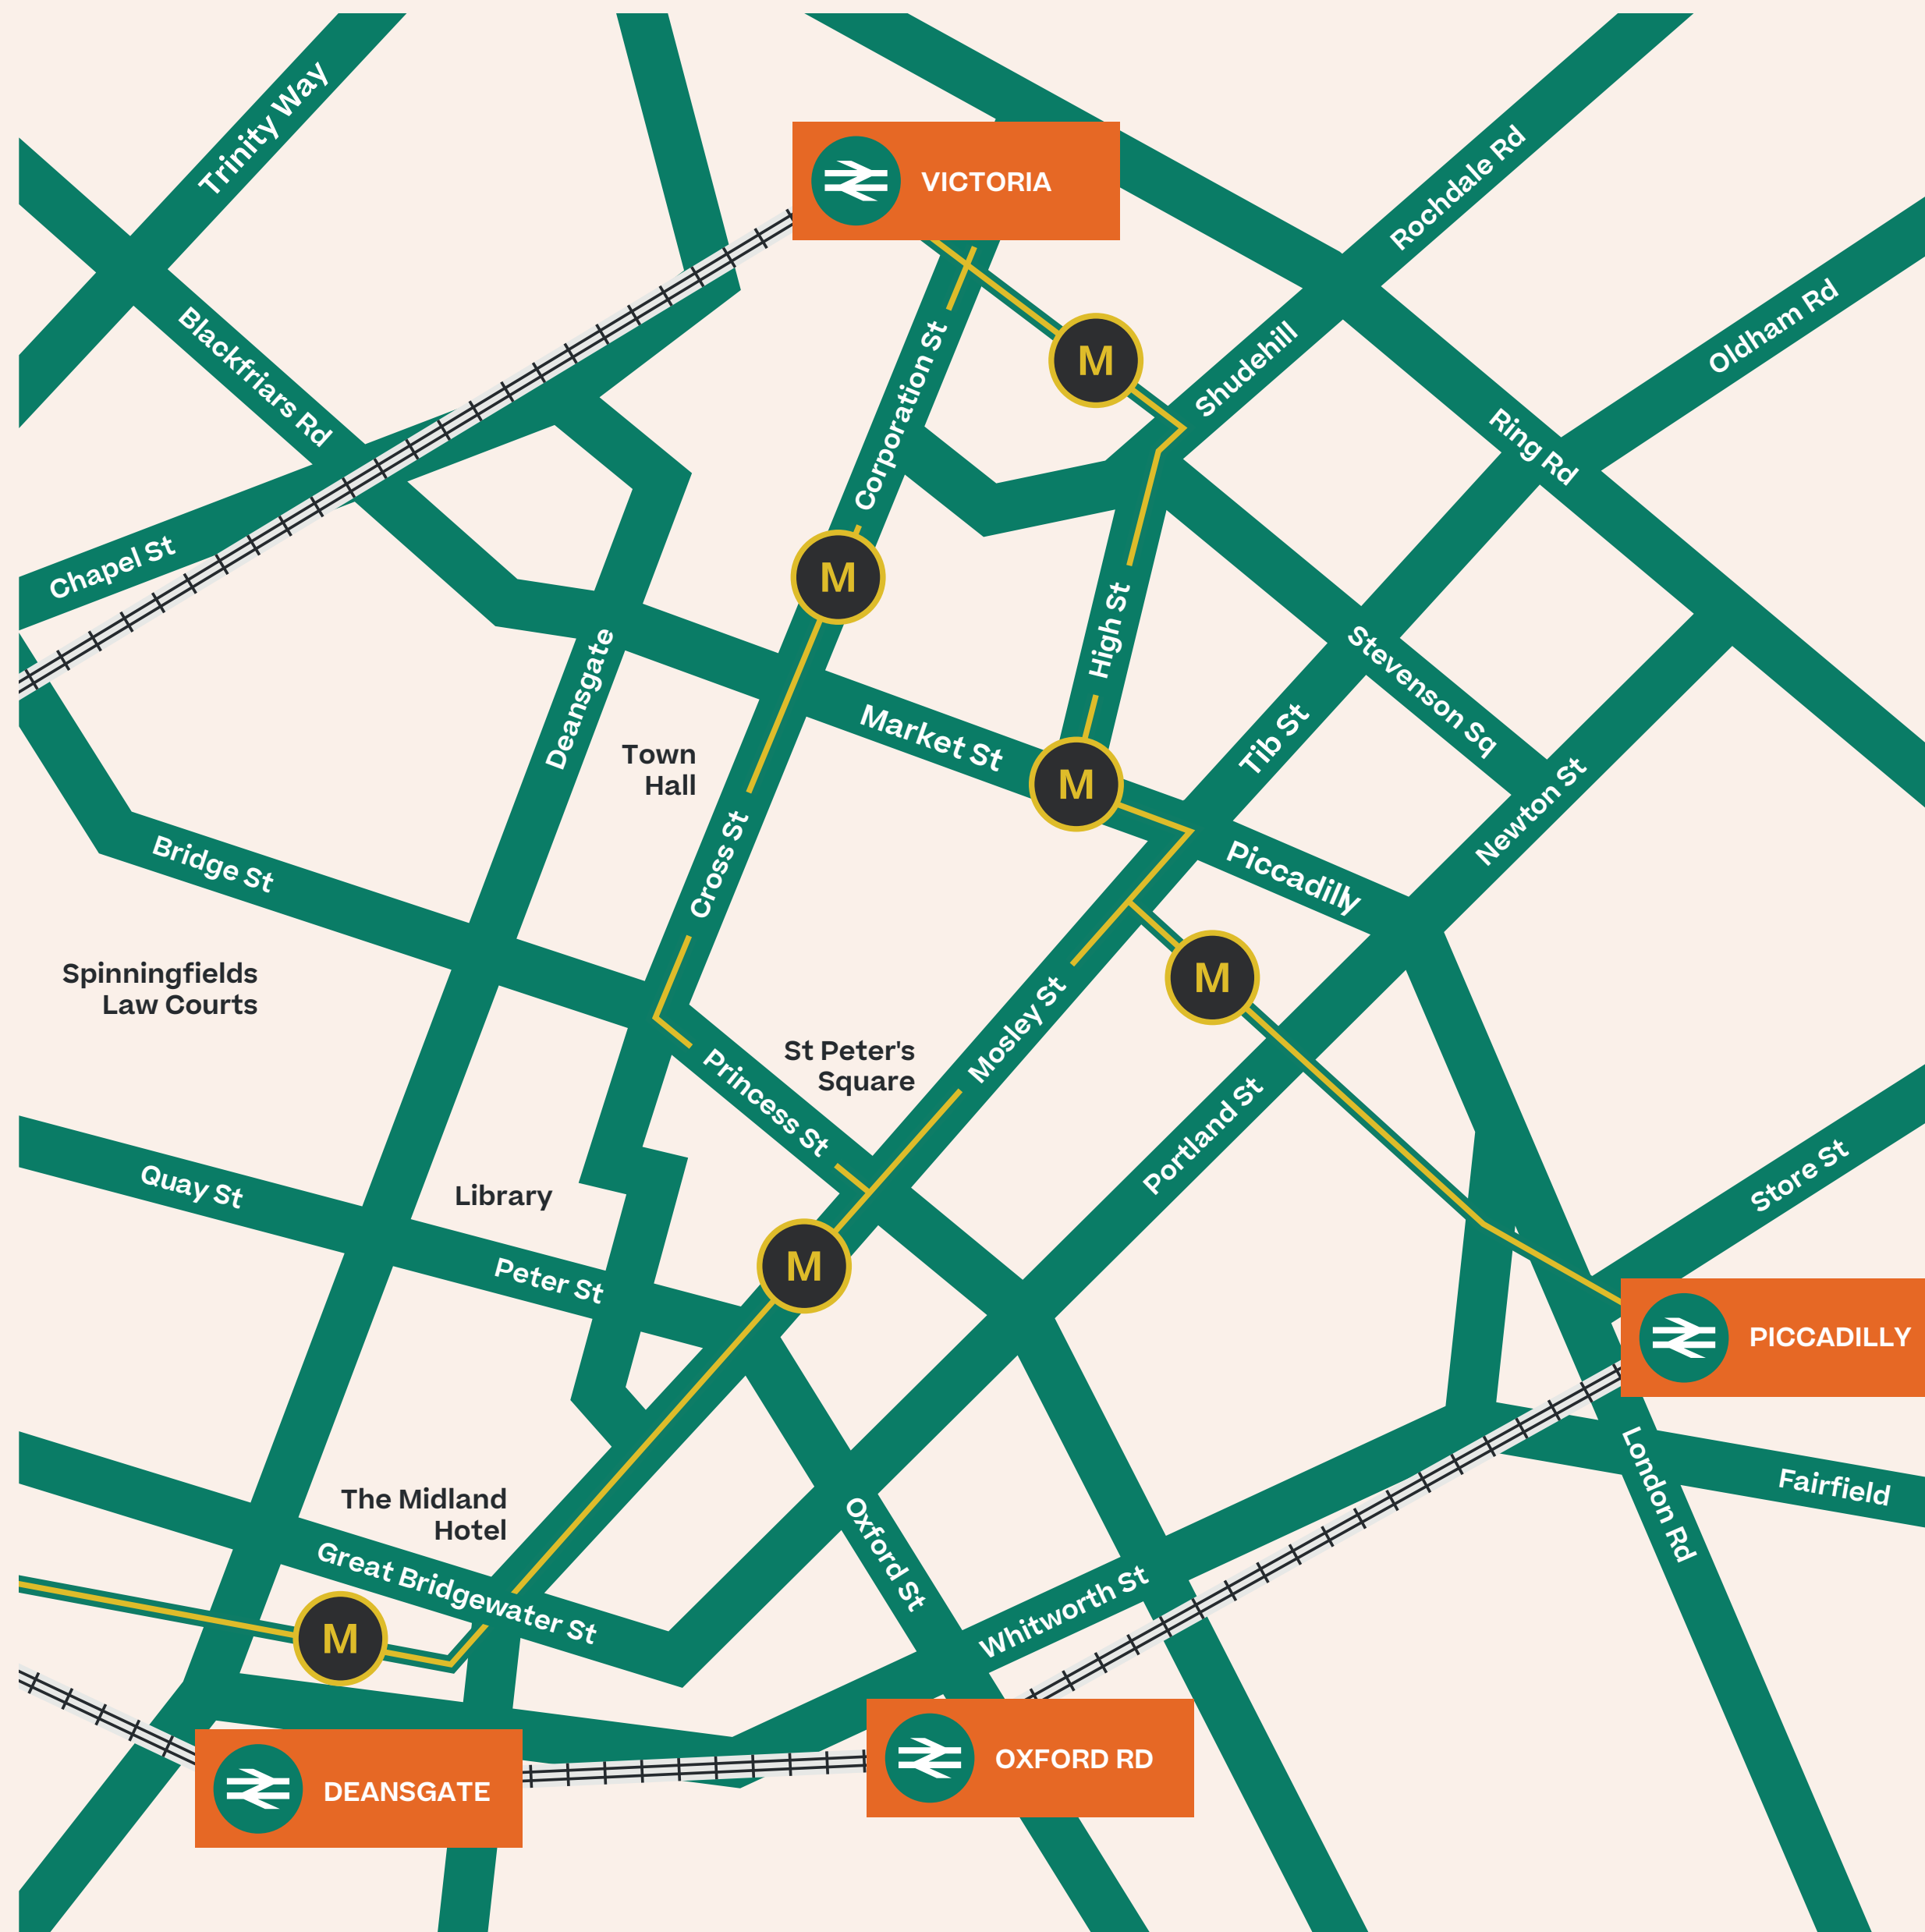 Trinity Way
VICTORIA
Rochdale Rd
Oldham Rd
Blackfriars Rd
Corporation St
M
Shudehill
Ring Rd
Chapel St
M
High St
Stevenson Sq
Deansgate
Market St
Tib St
Town
Hall
M
Newton St
Bridge St
Cross St
Piccadilly
Spinningfields
Law Courts
M
Mosley St
St Peter's
Square
Princess St
Portland St
Store St
Quay St
Library
Peter St
M
PICCADILLY
London Rd
Fairfield
The Midland
Hotel
Oxford St
Great Bridgewater St
Whitworth St
M
OXFORD RD
DEANSGATE